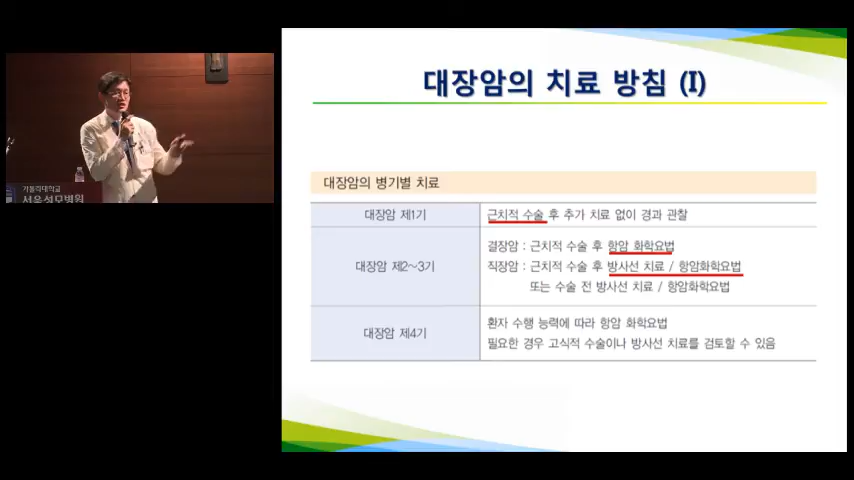 가톨릭대학교
서울성모병원
대장암의 치료 방침 (I)
대장암의 병기별 치료
대장암 제1기
근치적 수술 후 추가 치료 없이 경과 관찰
대장암 제2~3기
결장암 : 근치적 수술 후 항암 화학요법
직장암 : 근치적 수술 후 방사선 치료 / 항암화학요법
또는 수술 전 방사선 치료 / 항암화학요법
대장암 제4기
환자 수행 능력에 따라 항암 화학요법
필요한 경우 고식적 수술이나 방사선 치료를 검토할 수 있음